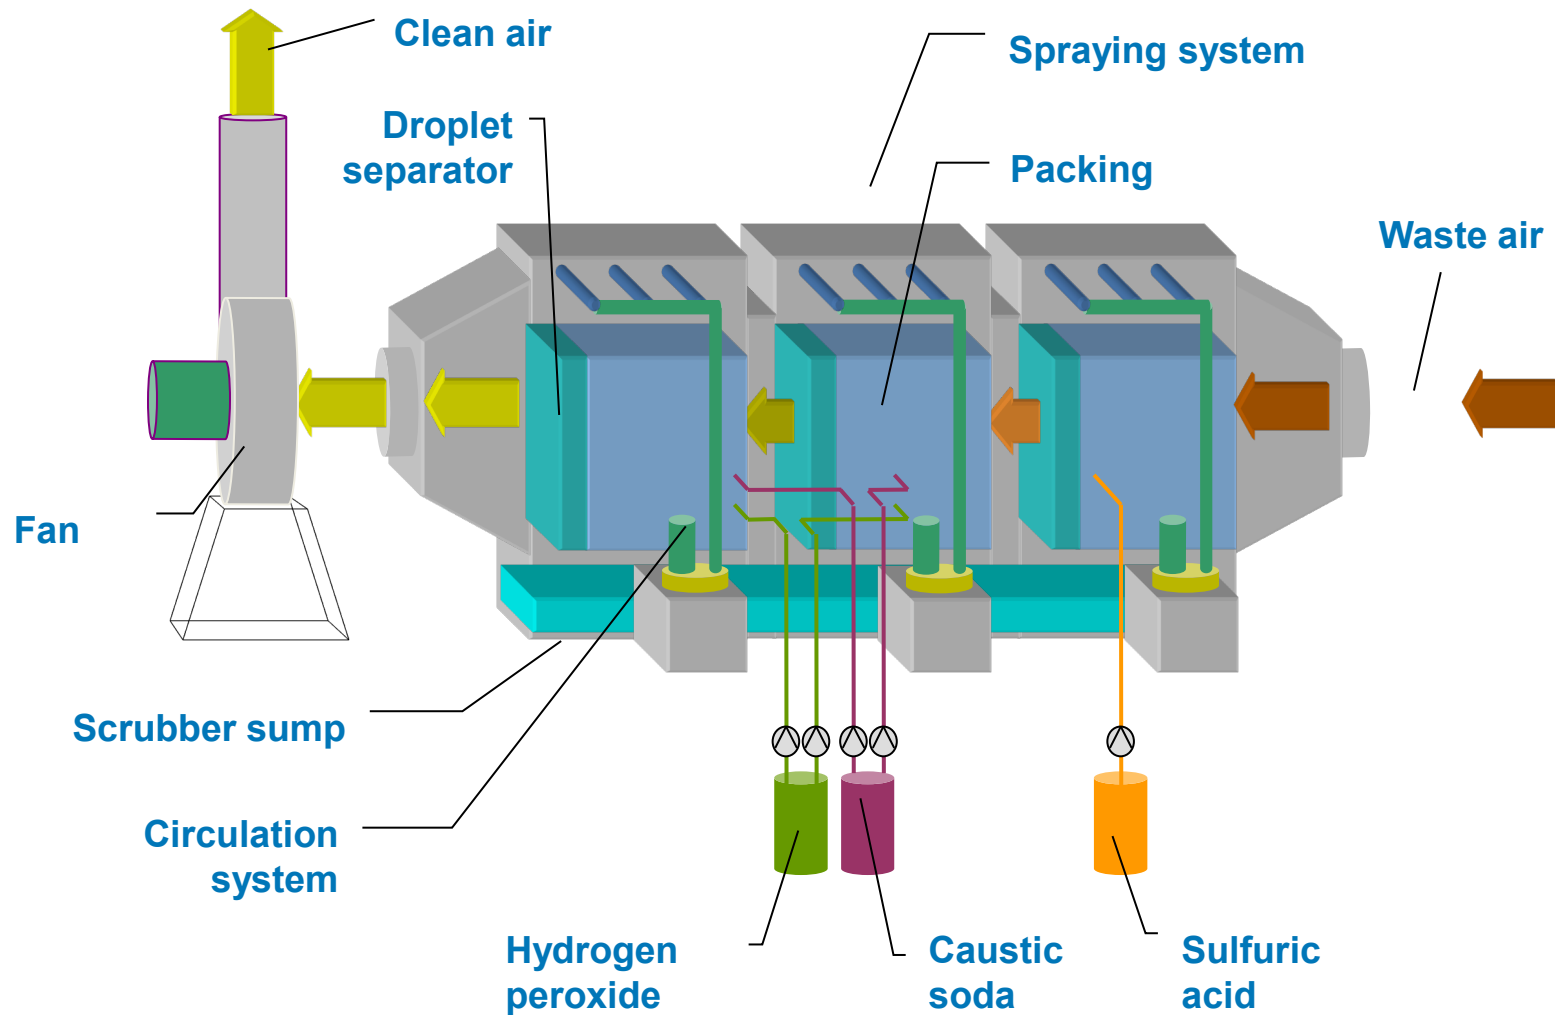 Clean air
Spraying system
Droplet
separator
Packing
Waste air
Fan
Scrubber sump
Circulation
system
Hydrogen
peroxide
Caustic
soda
Sulfuric
acid